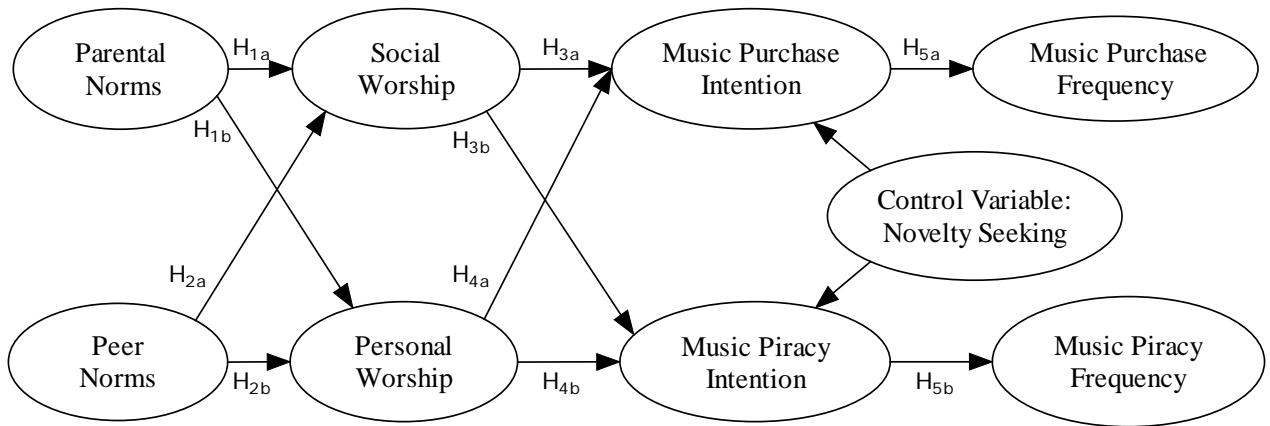 Parental
Norms
H1a
Social
Worship
H3a
Music Purchase
Intention
H5a
Music Purchase
Frequency
H1b
H3b
Control Variable:
Novelty Seeking
H2a
H4a
Peer
Norms
H2b
Personal
Worship
H4b
Music Piracy
Intention
H5b
Music Piracy
Frequency